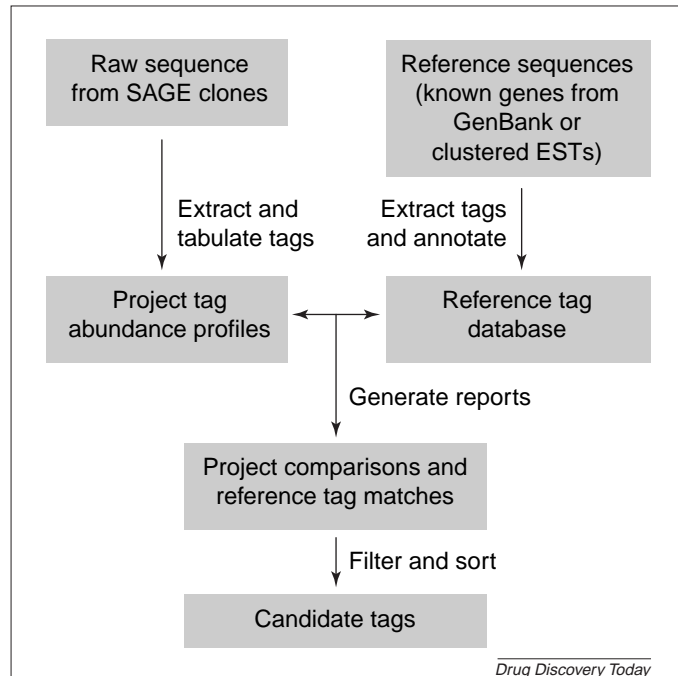 Raw sequence
from SAGE clones
Reference sequences
(known genes from
GenBank or
clustered ESTs)
Extract and
tabulate tags
Extract tags
and annotate
Project tag
abundance profiles
Reference tag
database
Generate reports
Project comparisons and
reference tag matches
Filter and sort
Candidate tags
Drug Discovery Today